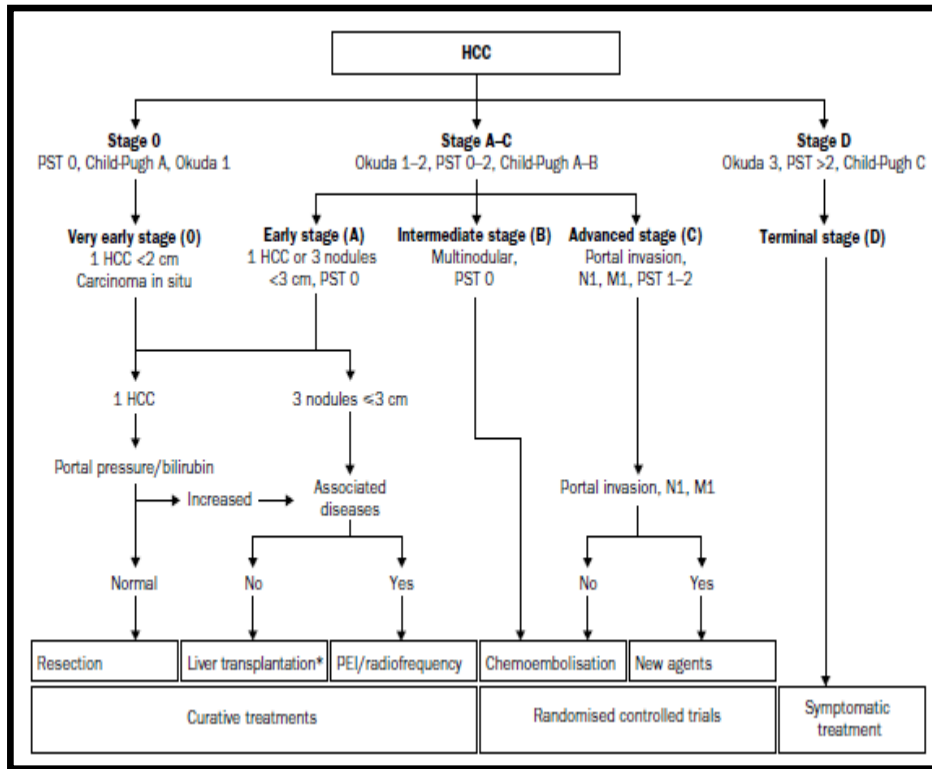 HCC
Stage 0
PST 0, Child-Pugh A, Okuda 1
Stage A–C
Okuda 1–2, PST 0–2, Child-Pugh A–B
Stage D
Okuda 3, PST >2, Child-Pugh C
Very early stage (0)
1 HCC <2 cm
Carcinoma in situ
Early stage (A)
1 HCC or 3 nodules
<3 cm, PST 0
Intermediate stage (B)
Multinodular,
PST 0
Advanced stage (C)
Portal invasion,
N1, M1, PST 1–2
Terminal stage (D)
1 HCC
3 nodules ⩽3 cm
Portal pressure/bilirubin
Increased
Associated
diseases
Portal invasion, N1, M1
Normal
No
Yes
No
Yes
Resection
Liver transplantation*
PEI/radiofrequency
Chemoembolisation
New agents
Curative treatments
Randomised controlled trials
Symptomatic
treatment